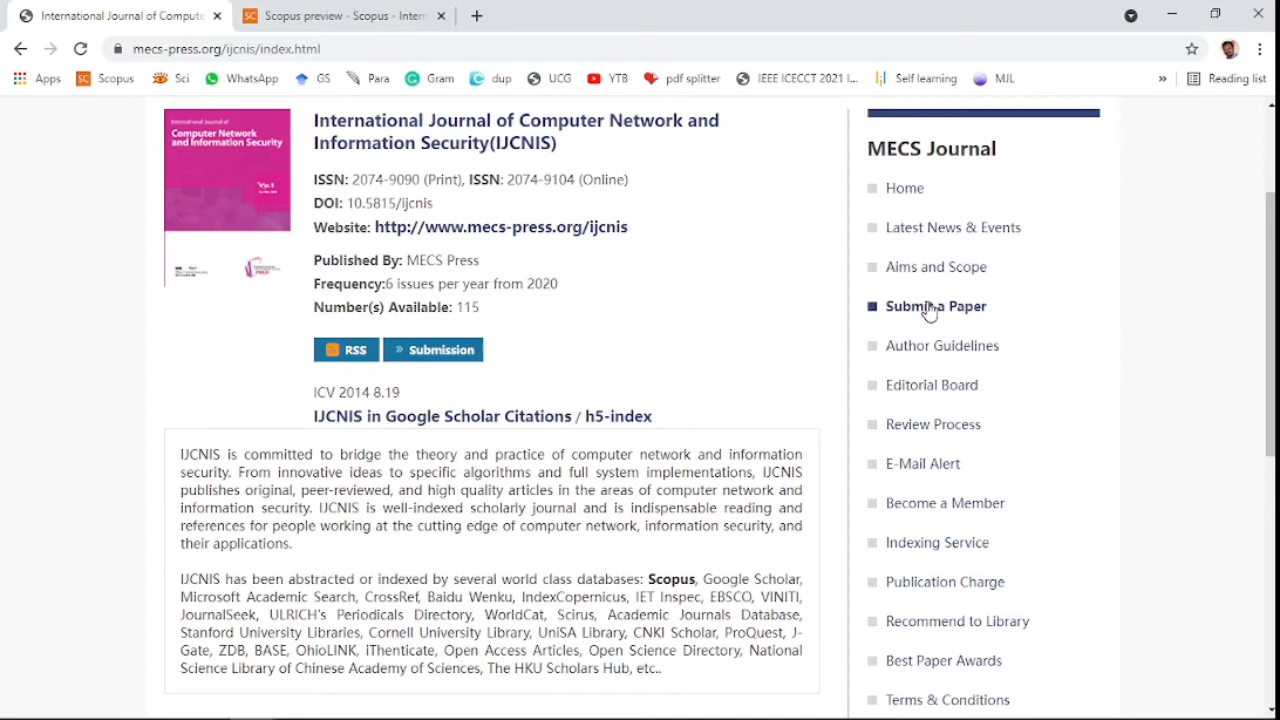 International Journal of Compute
Scopus preview - Scopus - Intern
mecs-press.org/ijcnis/index.html
Apps
SC Scopus
Sci
WhatsApp
GS
Para
Gram
dup
UCG
YTB
pdf splitter
IEEE ICECCT 2021 I...
Self learning
MJL
»
Reading list
International Journal of
Computer Network
and Information Security
International Journal of Computer Network and
Information Security(IJCNIS)
ISSN: 2074-9090 (Print), ISSN: 2074-9104 (Online)
DOI: 10.5815/ijcnis
Website: http://www.mecs-press.org/ijcnis
Published By: MECS Press
Frequency:6 issues per year from 2020
Number(s) Available: 115
RSS
» Submission
ICV 2014 8.19
IJCNIS in Google Scholar Citations / h5-index
IJCNIS is committed to bridge the theory and practice of computer network and information
security. From innovative ideas to specific algorithms and full system implementations, IJCNIS
publishes original, peer-reviewed, and high quality articles in the areas of computer network and
information security. IJCNIS is well-indexed scholarly journal and is indispensable reading and
references for people working at the cutting edge of computer network, information security, and
their applications.
IJCNIS has been abstracted or indexed by several world class databases: Scopus, Google Scholar,
Microsoft Academic Search, CrossRef, Baidu Wenku, IndexCopernicus, IET Inspec, EBSCO, VINITI,
JournalSeek, ULRICH's Periodicals Directory, WorldCat, Scirus, Academic Journals Database,
Stanford University Libraries, Cornell University Library, UniSA Library, CNKI Scholar, ProQuest, J-
Gate, ZDB, BASE, OhioLINK, iThenticate, Open Access Articles, Open Science Directory, National
Science Library of Chinese Academy of Sciences, The HKU Scholars Hub, etc..
MECS Journal
Home
Latest News & Events
Aims and Scope
Submit a Paper
Author Guidelines
Editorial Board
Review Process
E-Mail Alert
Become a Member
Indexing Service
Publication Charge
Recommend to Library
Best Paper Awards
Terms & Conditions